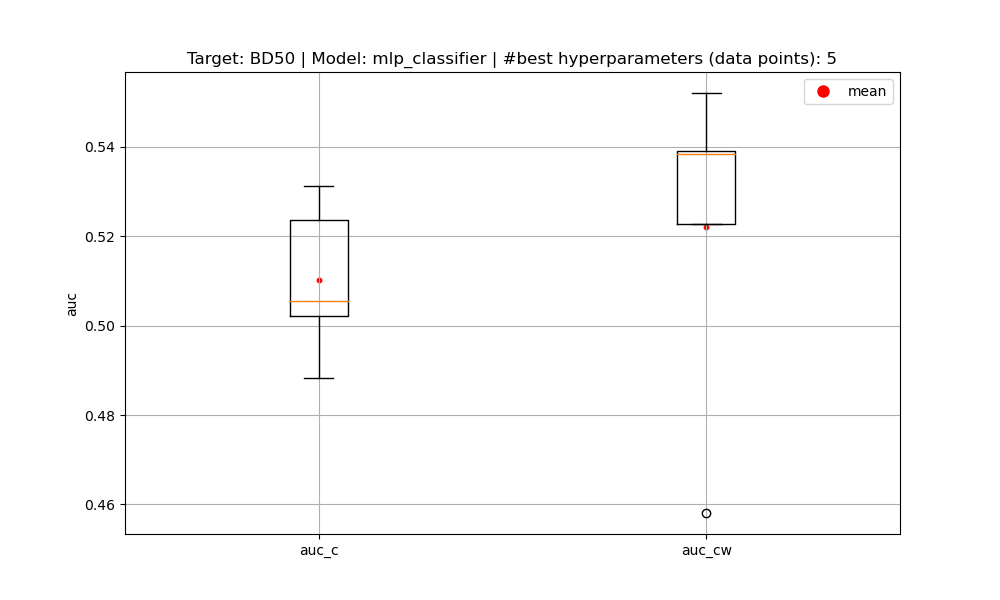 Target: BD50 | Model: mlp_classifier | #best hyperparameters (data points): 5
mean
0.54
0.52
0.50
0.48
0.46
auc
auc_c
auc_cw